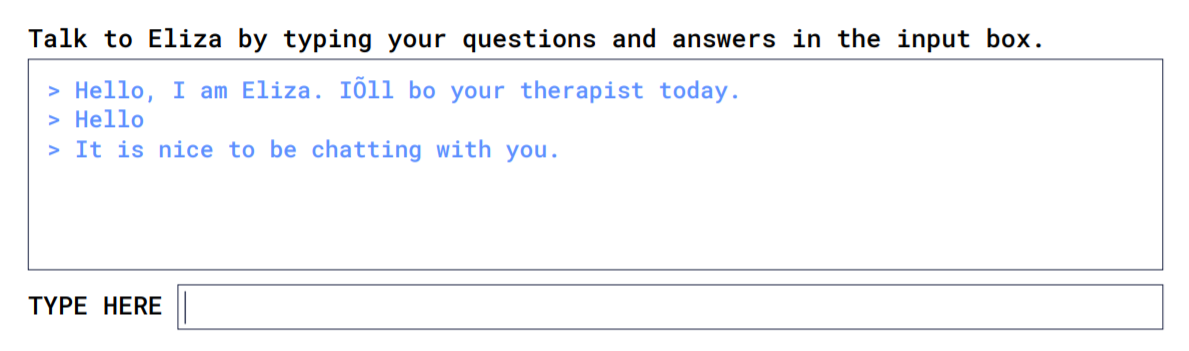 Talk to Eliza by typing your questions and answers in the input box.
> Hello, I am Eliza. IÕll bo your therapist today.
> Hello
> It is nice to be chatting with you.
TYPE HERE